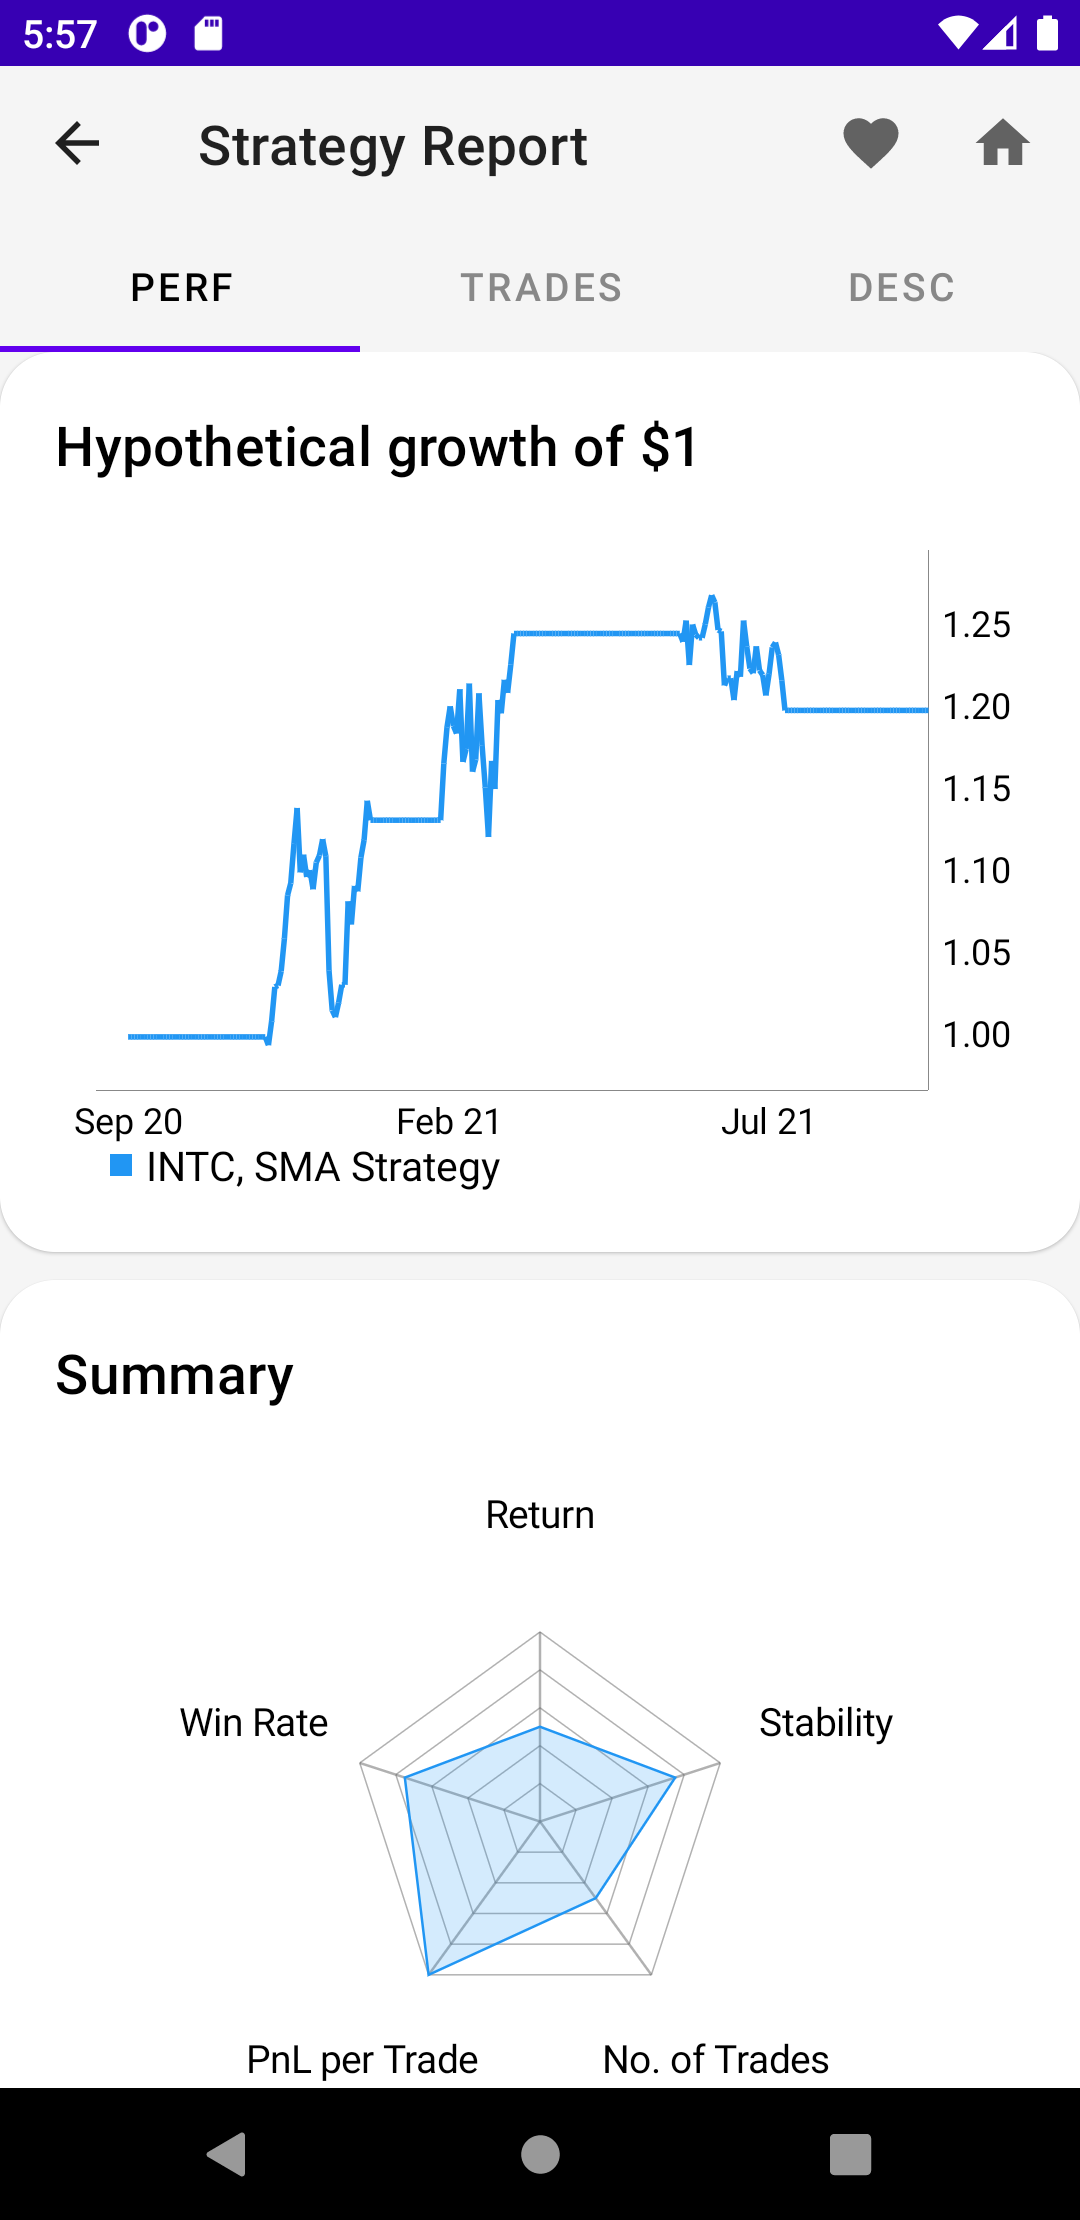 5:57
Strategy Report
PERF TRADES DESC
Hypothetical growth of $1
1.25
1.20
1.15
1.10
1.05
1.00
Sep 20 Feb 21 Jul 21
INTC, SMA Strategy
Summary
Return
Win Rate Stability
PnL per Trade No. of Trades